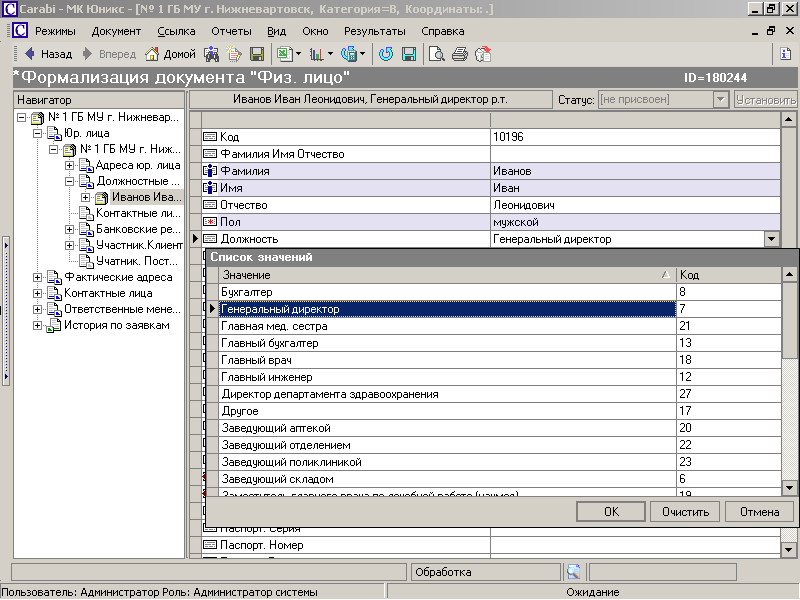 Carabi - МК Юникс - [№ 1 ГБ МУ г. Нижневартовск, Категория=В, Координаты: .]
Режимы Документ Ссылка Отчеты Вид Окно Результаты Справка
Назад Вперед Домой
*Формализация документа "Физ. лицо" ID=180244
Навигатор
№ 1 ГБ МУ г. Нижневар...
Юр. лица
№ 1 ГБ МУ г. Ниж...
Адреса юр. лица
Должностные ...
Иванов Ива...
Контактные ли...
Банковские ре...
Участник.Клиент
Учатник. Пост...
Фактические адреса
Контактные лица
Ответственные мене...
История по заявкам
Иванов Иван Леонидович, Генеральный директор р.т. Статус: [не присвоен] Установить
Код 10196
Фамилия Имя Отчество
Фамилия Иванов
Имя Иван
Отчество Леонидович
Пол мужской
Должность Генеральный директор
Список значений
Значение Код
Бухгалтер 8
Генеральный директор 7
Главная мед. сестра 21
Главный бухгалтер 13
Главный врач 18
Главный инженер 12
Директор департамента здравоохранения 27
Другое 17
Заведующий аптекой 20
Заведующий отделением 22
Заведующий поликлиникой 23
Заведующий складом 6
Заместитель главного врача по лечебной работе (начмед) 19
ОК Очистить Отмена
Паспорт. Серия
Паспорт. Номер
Обработка
Пользователь: Администратор Роль: Администратор системы Ожидание